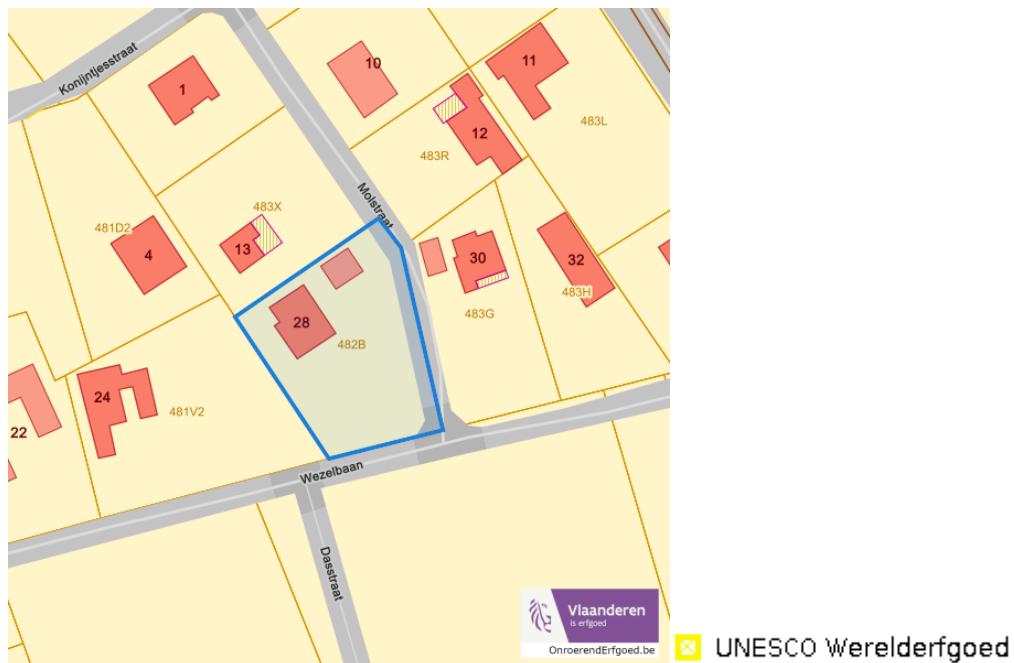 Konijntjesstraat
1
10
11
12
483L
483R
Molstraat
483X
481D2
4
13
30
32
483H
28
482B
483G
24
481V2
22
Wezelbaan
Dasstraat
Vlaanderen
is erfgoed
OnroerendErfgoed.be
UNESCO Werelderfgoed